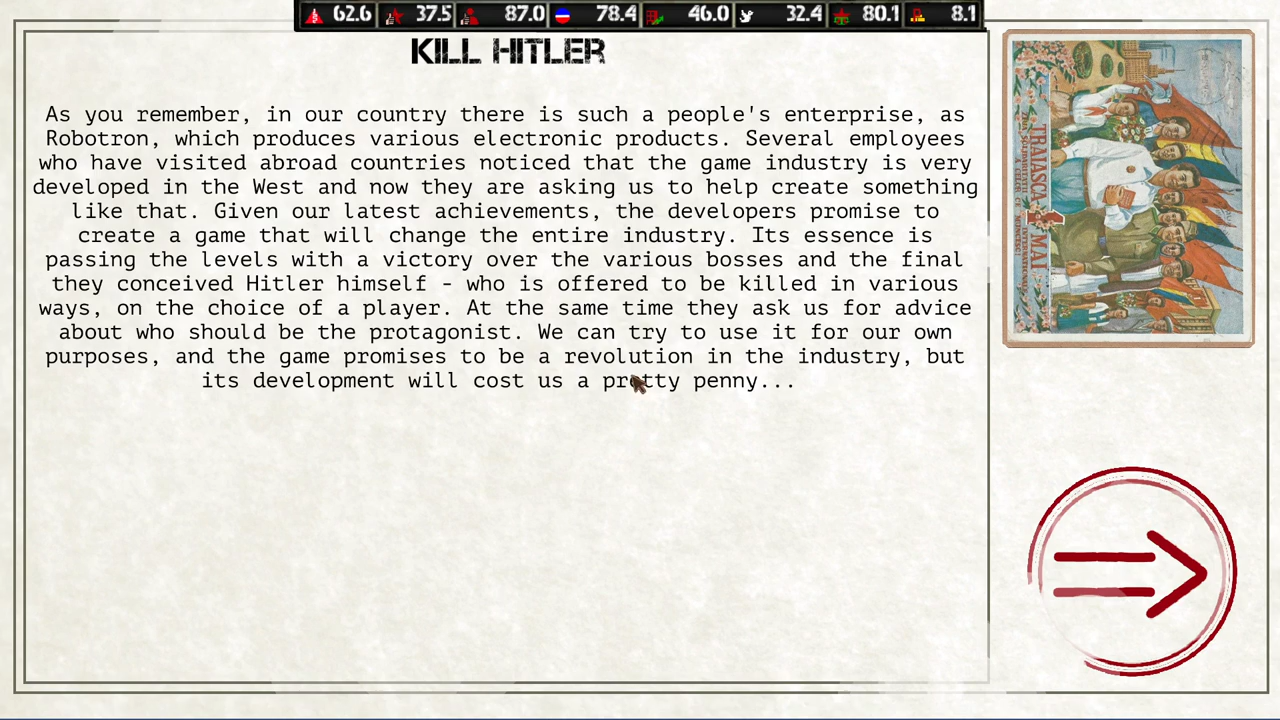 62.6 37.5 87.0 78.4 46.0 32.4 80.1 8.1
KILL HITLER
As you remember, in our country there is such a people's enterprise, as
Robotron, which produces various electronic products. Several employees
who have visited abroad countries noticed that the game industry is very
developed in the West and now they are asking us to help create something
like that. Given our latest achievements, the developers promise to
create a game that will change the entire industry. Its essence is
passing the levels with a victory over the various bosses and the final
they conceived Hitler himself - who is offered to be killed in various
ways, on the choice of a player. At the same time they ask us for advice
about who should be the protagonist. We can try to use it for our own
purposes, and the game promises to be a revolution in the industry, but
its development will cost us a pretty penny...
TRAIASCA 1 MAI